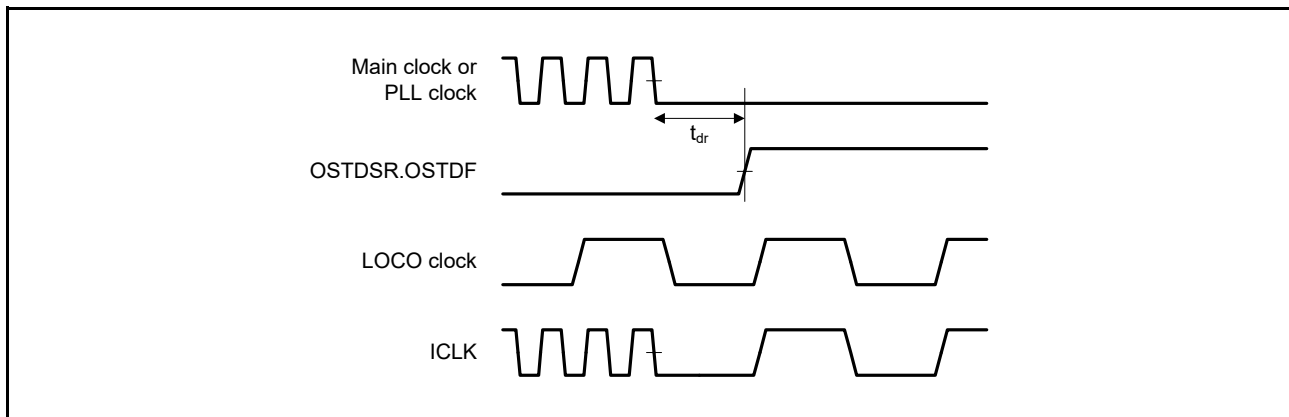 Main clock or
PLL clock
tdr
OSTDSR.OSTDF
LOCO clock
ICLK